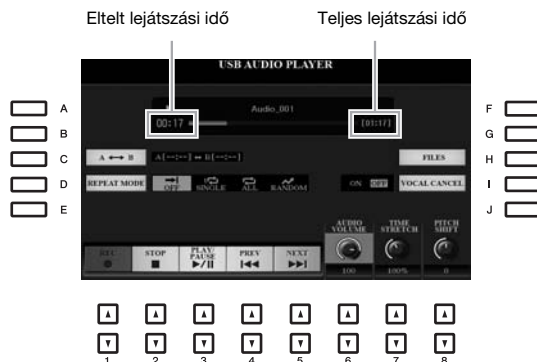 Eltelt lejátszási idő
Teljes lejátszási idő
USB AUDIO PLAYER
Audio_001
00:17
[01:17]
A
B
C
D
E
F
G
H
I
J
A ↔ B
A[--:--] ↔ B[--:--]
FILES
REPEAT MODE
OFF
SINGLE
ALL
RANDOM
ON
OFF
VOCAL CANCEL
AUDIO VOLUME
TIME STRETCH
PITCH SHIFT
100
100%
0
REC
STOP
PLAY/PAUSE
PREV
NEXT
1
2
3
4
5
6
7
8